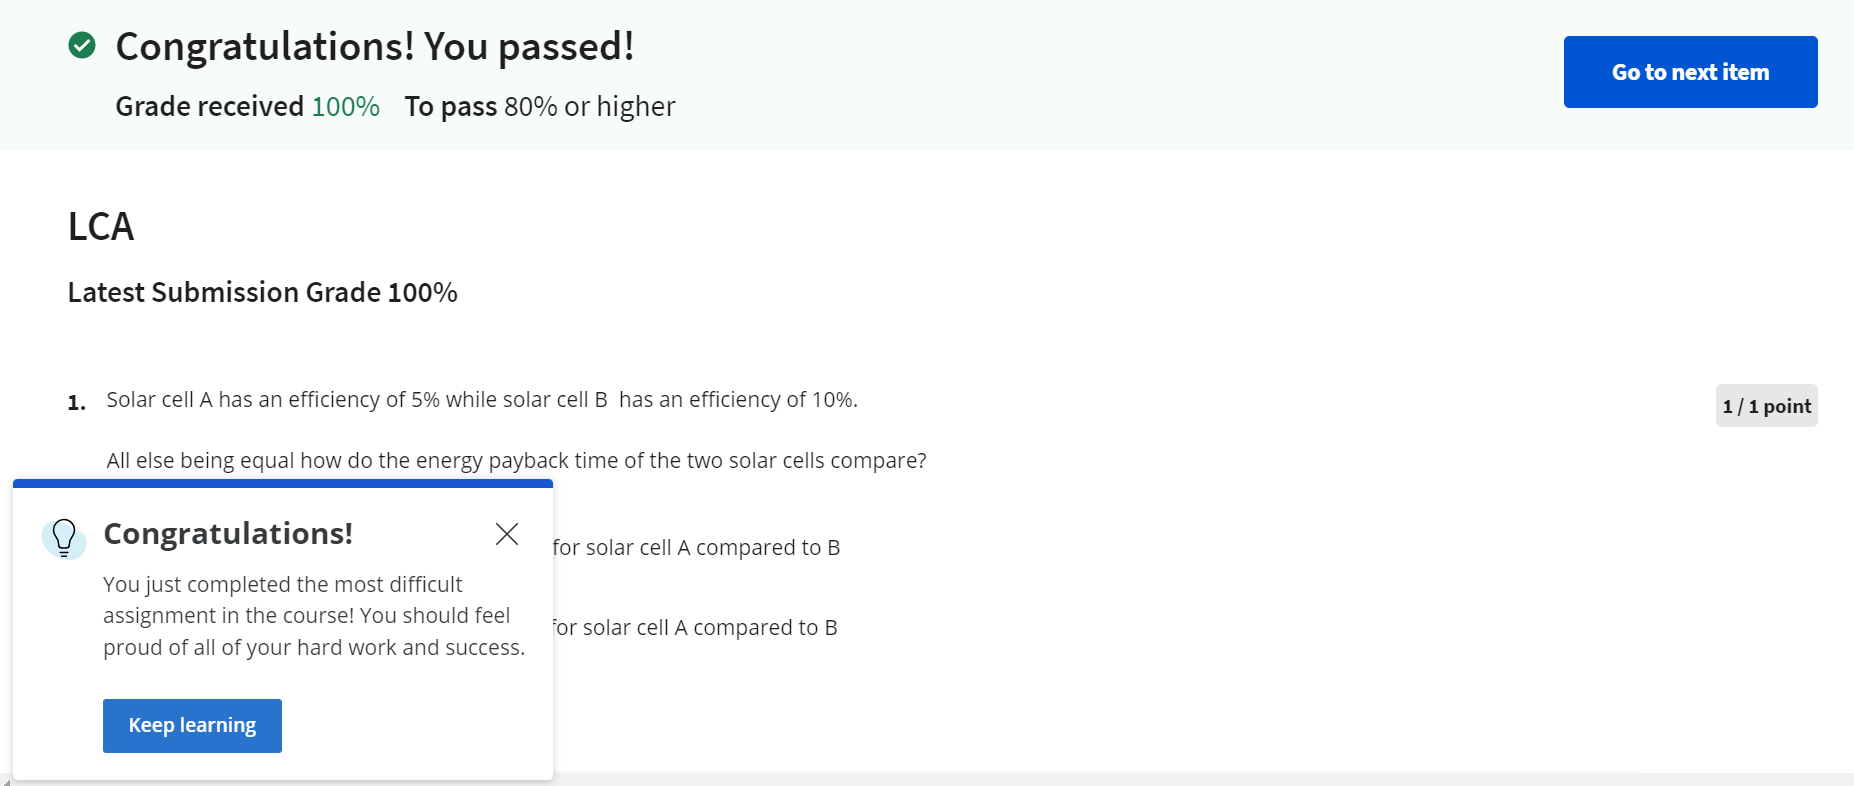 Congratulations! You passed!
Go to next item
Grade received 100% To pass 80% or higher
LCA
Latest Submission Grade 100%
1. Solar cell A has an efficiency of 5% while solar cell B  has an efficiency of 10%.
1 / 1 point
All else being equal how do the energy payback time of the two solar cells compare?
for solar cell A compared to B
for solar cell A compared to B
Congratulations!
You just completed the most difficult
assignment in the course! You should feel
proud of all of your hard work and success.
Keep learning